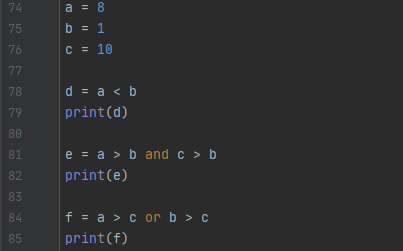 74 a = 8
75 b = 1
76 c = 10
77
78 d = a < b
79 print(d)
80
81 e = a > b and c > b
82 print(e)
83
84 f = a > c or b > c
85 print(f)